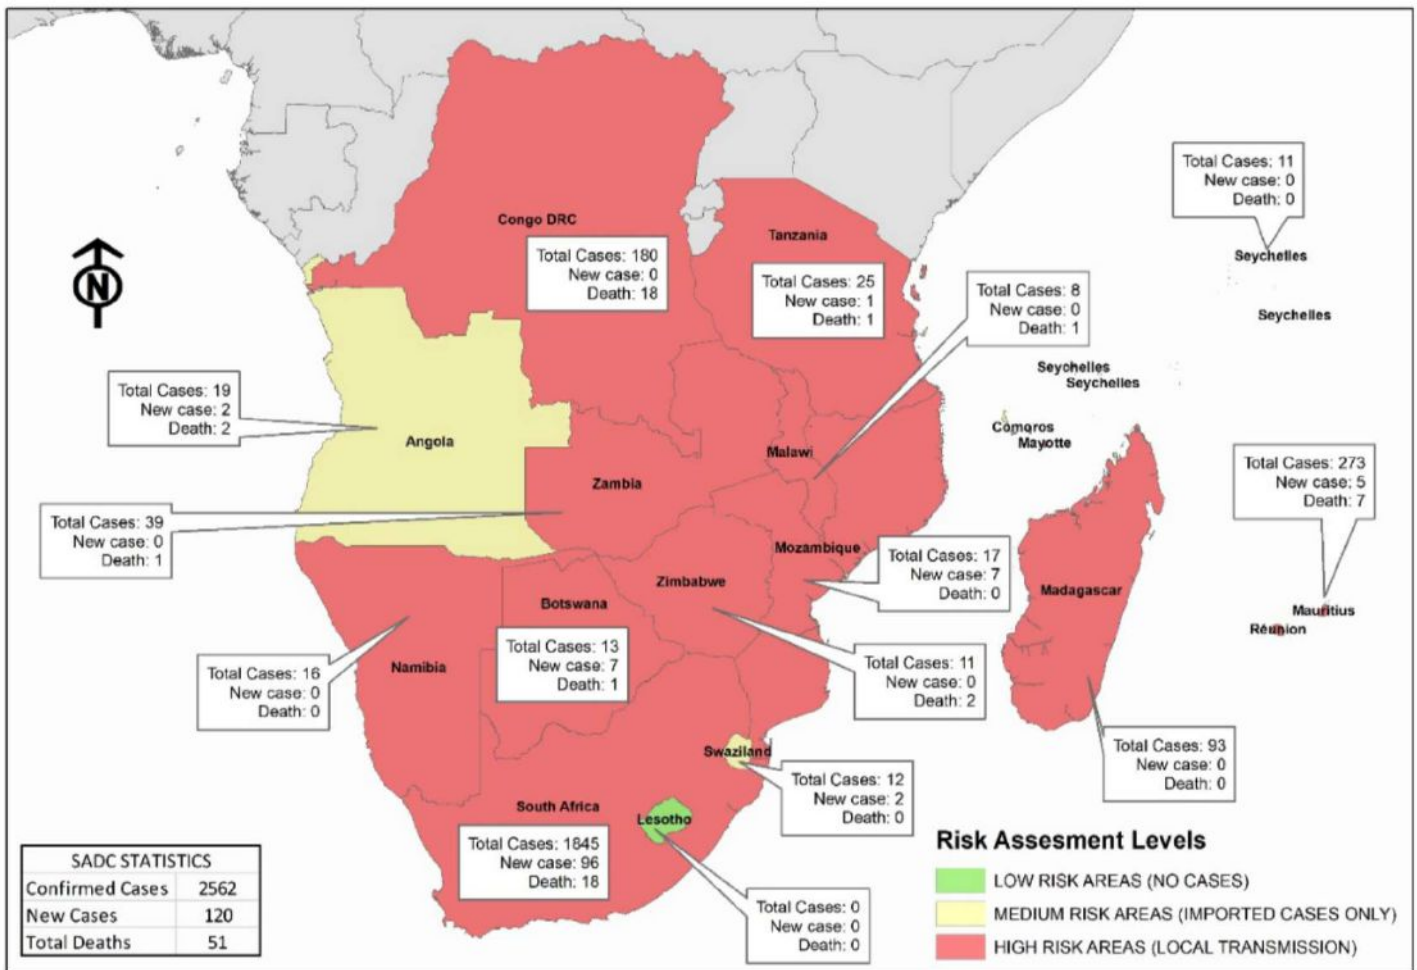 Total Cases: 11
New case: 0
Death: 0
Seychelles
Seychelles
Seychelles
Seychelles
Congo DRC
Total Cases: 180
New case: 0
Death: 18
Tanzania
Total Cases: 25
New case: 1
Death: 1
Total Cases: 8
New case: 0
Death: 1
N
Total Cases: 19
New case: 2
Death: 2
Angola
Comoros
Mayotte
Malawi
Zambia
Total Cases: 273
New case: 5
Death: 7
Total Cases: 39
New case: 0
Death: 1
Mozambique
Total Cases: 17
New case: 7
Death: 0
Zimbabwe
Madagascar
Botswana
Mauritius
Réunion
Total Cases: 13
New case: 7
Death: 1
Total Cases: 11
New case: 0
Death: 2
Namibia
Total Cases: 16
New case: 0
Death: 0
Total Cases: 93
New case: 0
Death: 0
Swaziland
Total Cases: 12
New case: 2
Death: 0
South Africa
Lesotho
Total Cases: 1845
New case: 96
Death: 18
Total Cases: 0
New case: 0
Death: 0
SADC STATISTICS
Confirmed Cases 2562
New Cases 120
Total Deaths 51
Risk Assesment Levels
LOW RISK AREAS (NO CASES)
MEDIUM RISK AREAS (IMPORTED CASES ONLY)
HIGH RISK AREAS (LOCAL TRANSMISSION)